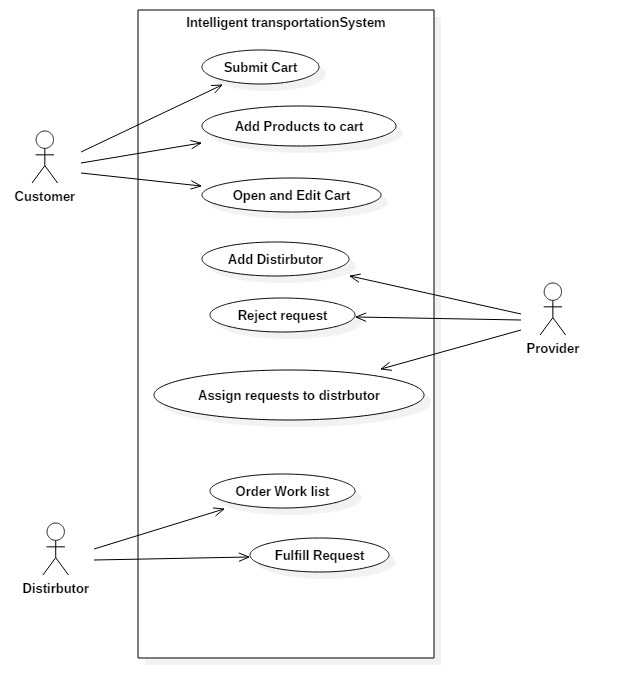 Intelligent transportationSystem
Submit Cart
Add Products to cart
Customer
Open and Edit Cart
Add Distirbutor
Reject request
Provider
Assign requests to distrbutor
Order Work list
Fulfill Request
Distirbutor